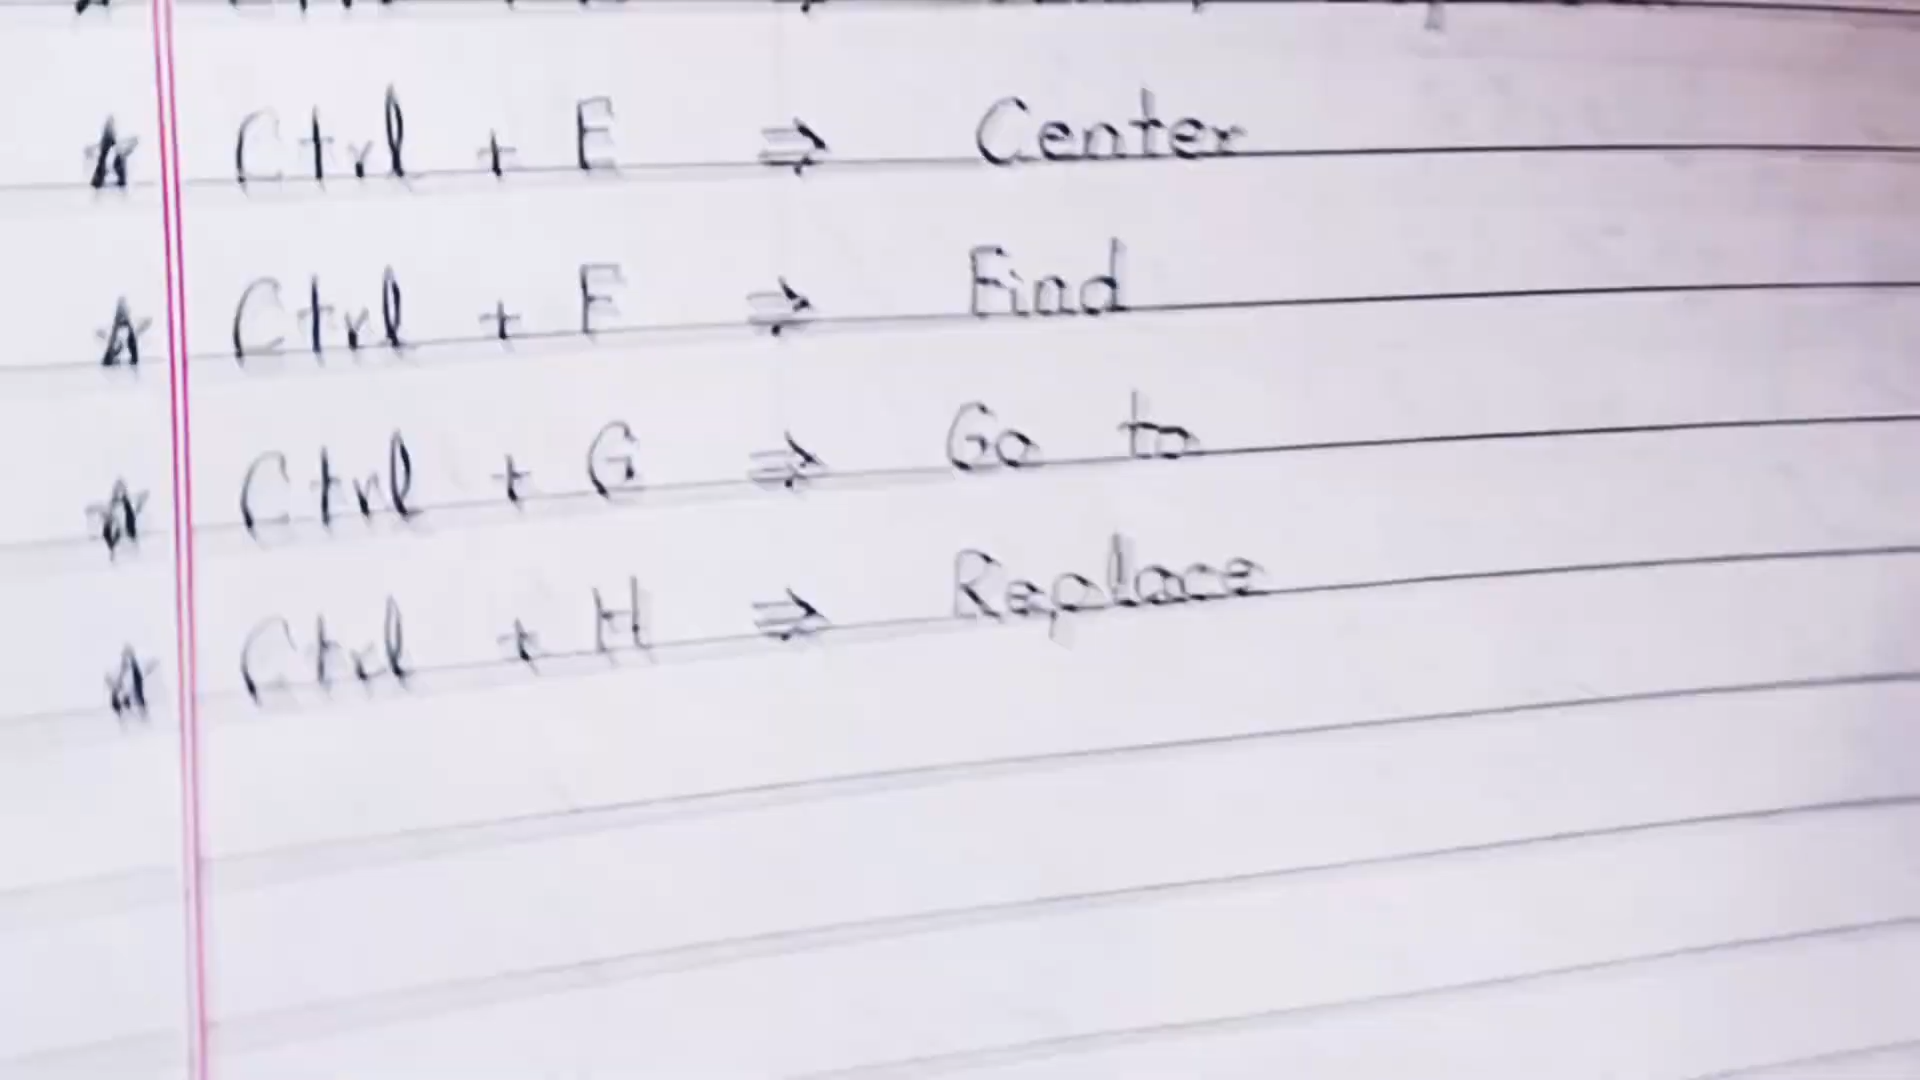 ☆ Ctrl + E ⇒ Center
☆ Ctrl + F ⇒ Find
☆ Ctrl + G ⇒ Go to
☆ Ctrl + H ⇒ Replace